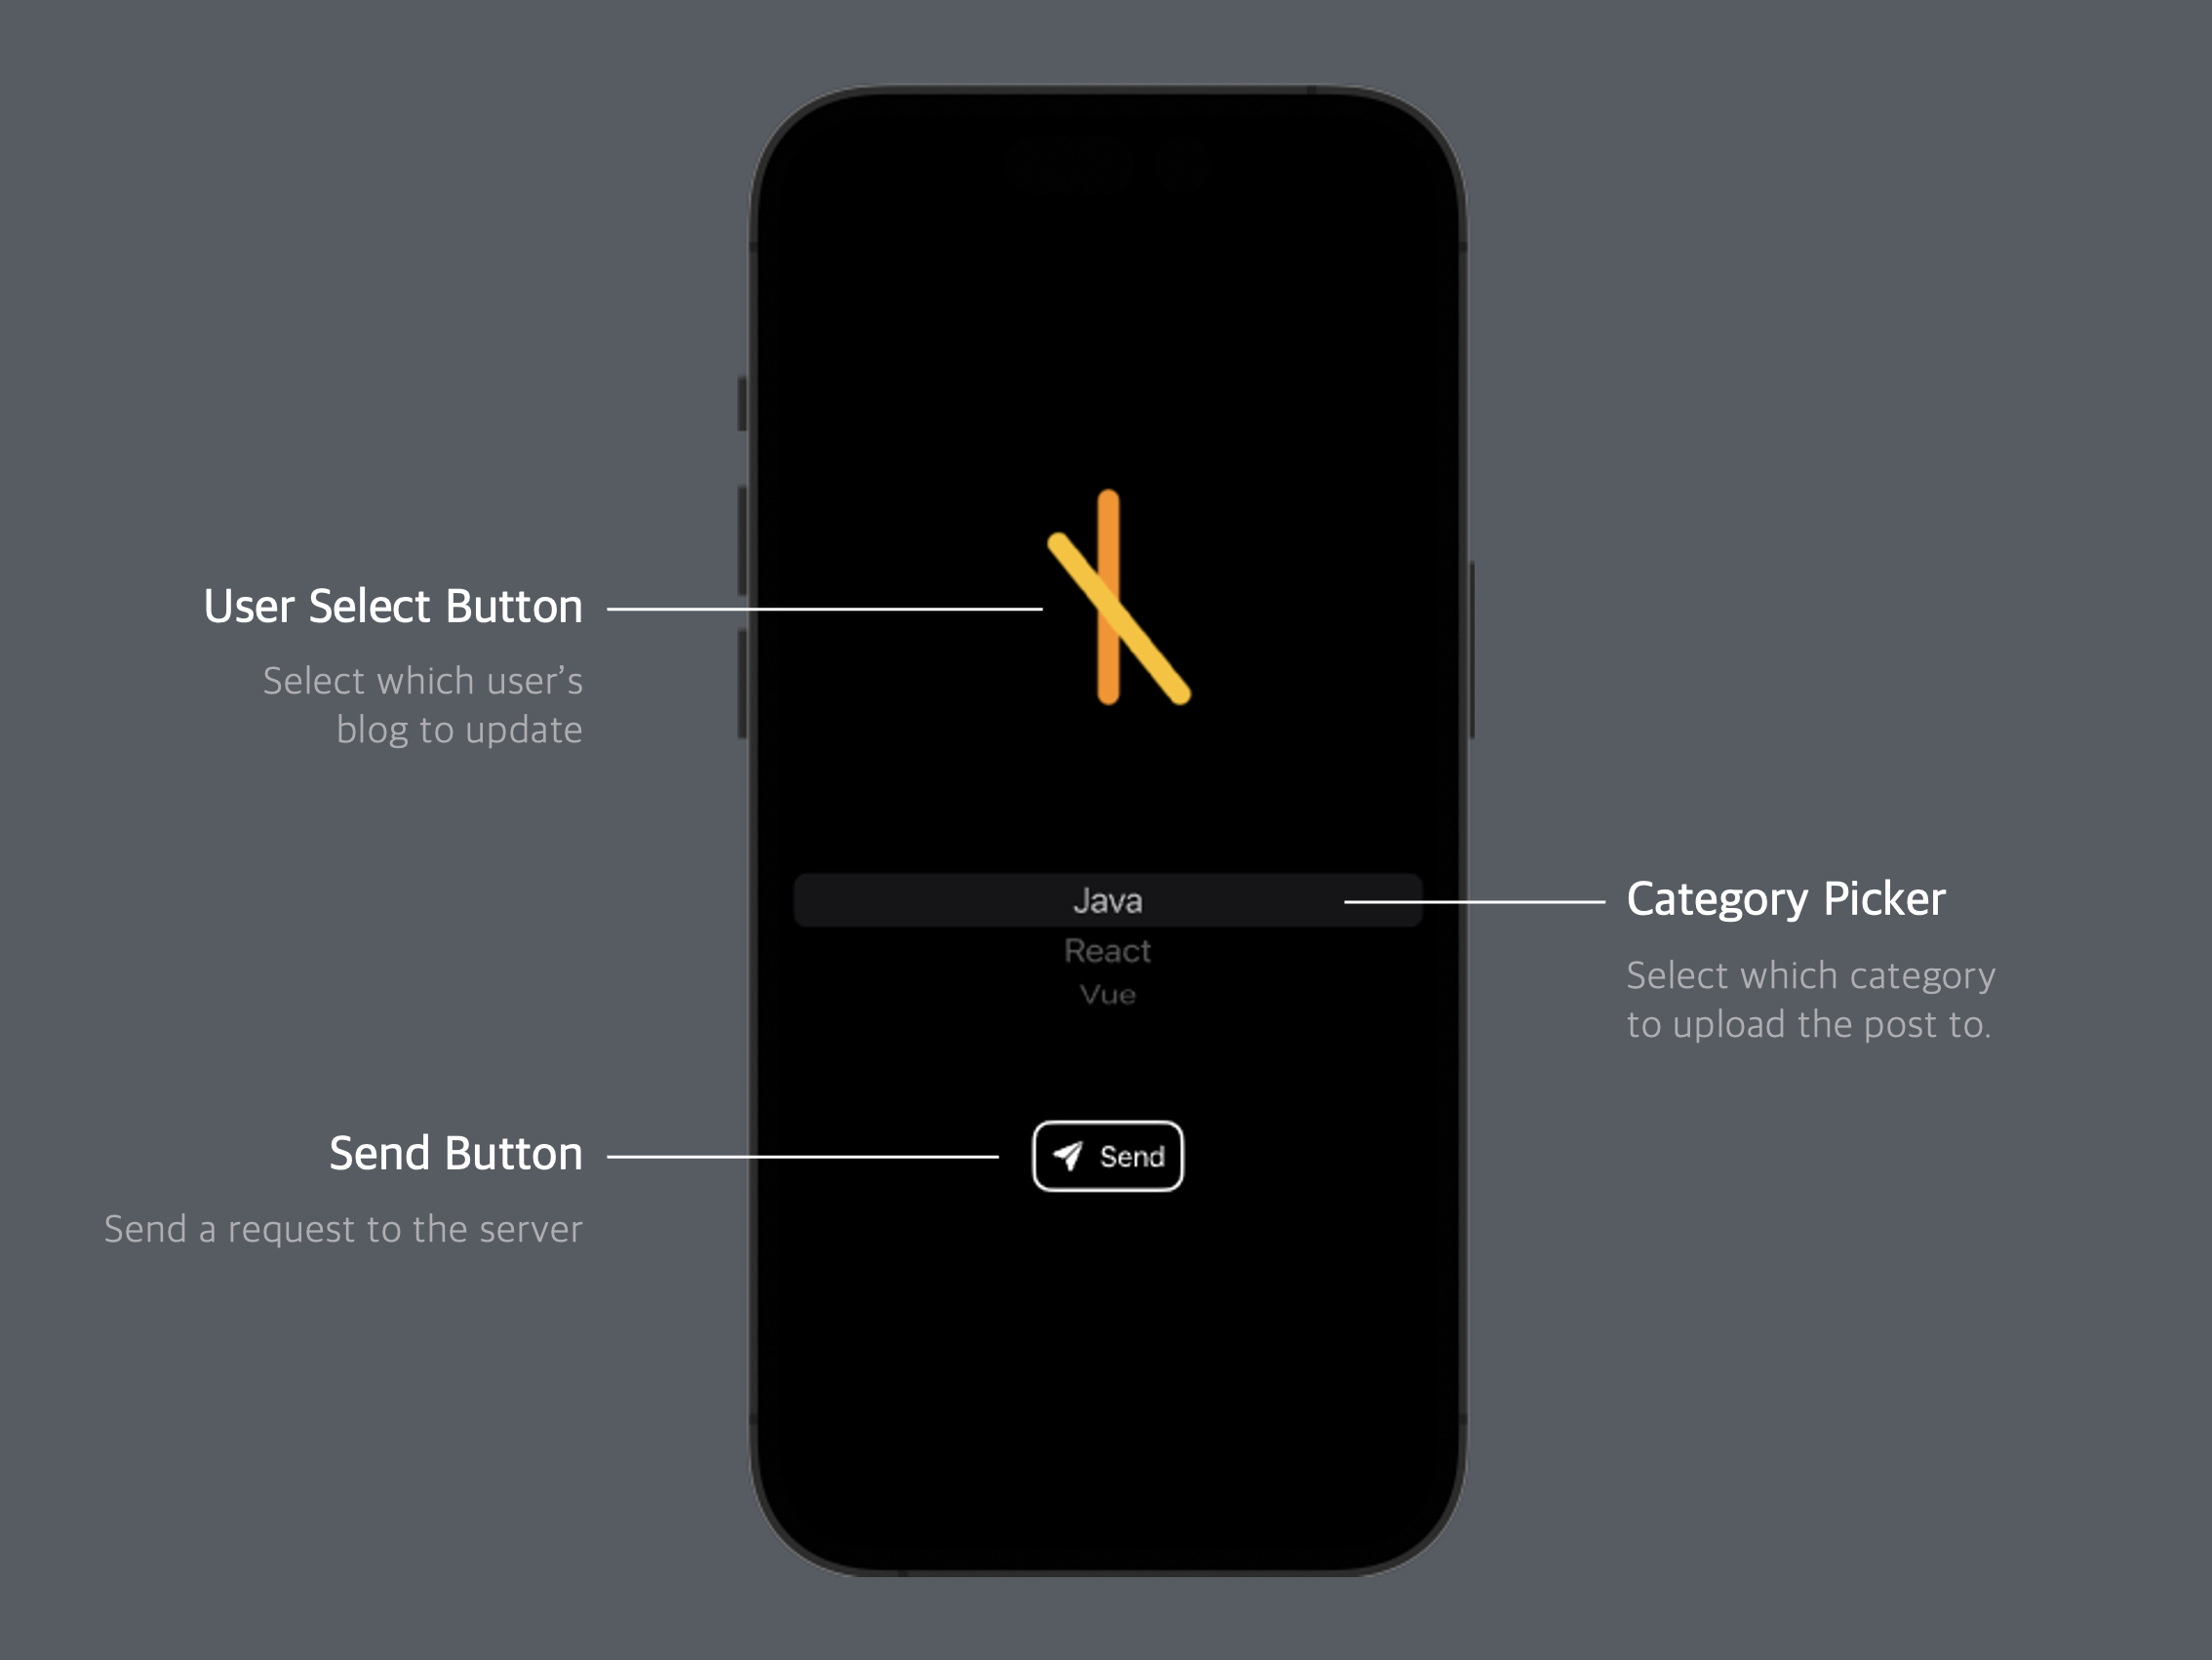 User Select Button
Select which user's
blog to update
Java
React
Vue
Category Picker
Select which category
to upload the post to.
Send Button
Send a request to the server
Send